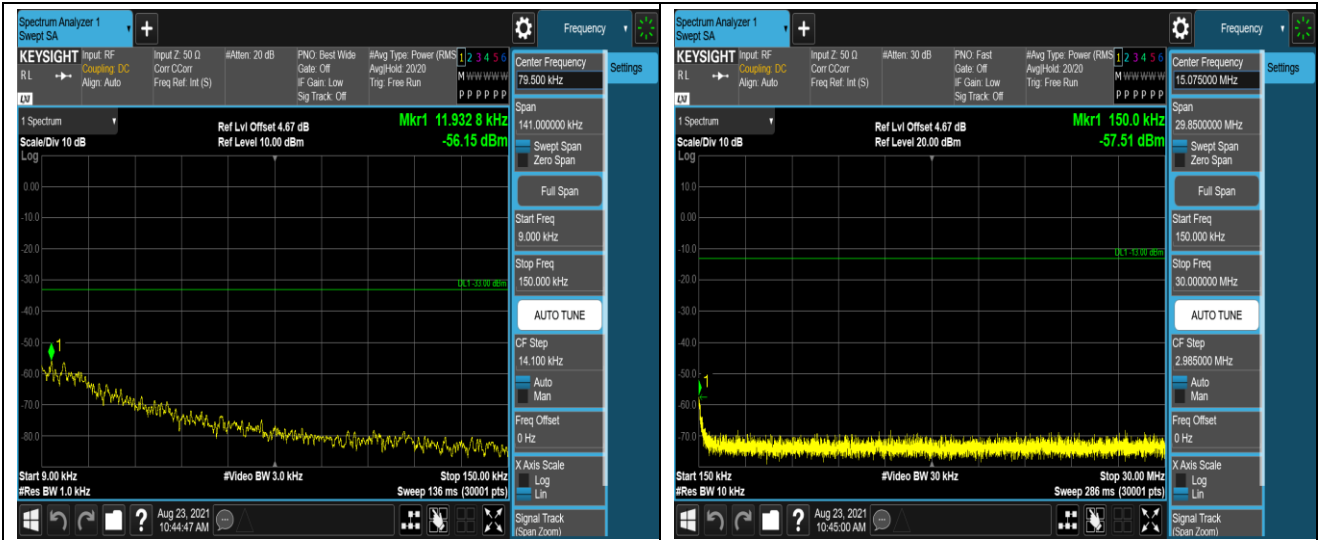 Spectrum Analyzer 1
Swept SA
Frequency
KEYSIGHT
RL
LXI
Input: RF
Coupling: DC
Align: Auto
Input Z: 50 Ω
Corr CCorr
Freq Ref: Int (S)
#Atten: 20 dB
PNO: Best Wide
Gate: Off
IF Gain: Low
Sig Track: Off
#Avg Type: Power (RMS
Avg|Hold: 20/20
Trig: Free Run
1 2 3 4 5 6
M W W W W W
P P P P P P
1 Spectrum
Scale/Div 10 dB
Log
Ref Lvl Offset 4.67 dB
Ref Level 10.00 dBm
Mkr1 11.932 8 kHz
-56.15 dBm
0.00
-10.0
-20.0
-30.0
-40.0
-50.0
-60.0
-70.0
-80.0
DL1 -33.00 dBm
1
Start 9.00 kHz
#Res BW 1.0 kHz
#Video BW 3.0 kHz
Stop 150.00 kHz
Sweep 136 ms (30001 pts)
Center Frequency
79.500 kHz
Settings
Span
141.000000 kHz
Swept Span
Zero Span
Full Span
Start Freq
9.000 kHz
Stop Freq
150.000 kHz
AUTO TUNE
CF Step
14.100 kHz
Auto
Man
Freq Offset
0 Hz
X Axis Scale
Log
Lin
Signal Track
(Span Zoom)
?
Aug 23, 2021
10:44:47 AM
Spectrum Analyzer 1
Swept SA
Frequency
KEYSIGHT
RL
LXI
Input: RF
Coupling: DC
Align: Auto
Input Z: 50 Ω
Corr CCorr
Freq Ref: Int (S)
#Atten: 30 dB
PNO: Fast
Gate: Off
IF Gain: Low
Sig Track: Off
#Avg Type: Power (RMS
Avg|Hold: 20/20
Trig: Free Run
1 2 3 4 5 6
M W W W W W
P P P P P P
1 Spectrum
Scale/Div 10 dB
Log
Ref Lvl Offset 4.67 dB
Ref Level 20.00 dBm
Mkr1 150.0 kHz
-57.51 dBm
10.0
0.00
-10.0
-20.0
-30.0
-40.0
-50.0
-60.0
-70.0
DL1 -13.00 dBm
1
Start 150 kHz
#Res BW 10 kHz
#Video BW 30 kHz
Stop 30.00 MHz
Sweep 286 ms (30001 pts)
Center Frequency
15.075000 MHz
Settings
Span
29.8500000 MHz
Swept Span
Zero Span
Full Span
Start Freq
150.000 kHz
Stop Freq
30.000000 MHz
AUTO TUNE
CF Step
2.985000 MHz
Auto
Man
Freq Offset
0 Hz
X Axis Scale
Log
Lin
Signal Track
(Span Zoom)
?
Aug 23, 2021
10:45:00 AM